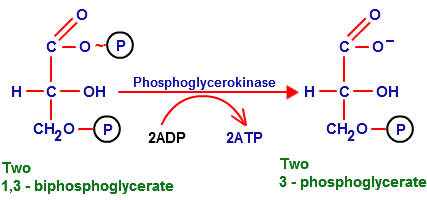 O O
C — O ~ P C — O⁻
Phosphoglycerokinase
H — C — OH H — C — OH
CH₂O — P CH₂O — P
2ADP 2ATP
Two Two
1,3 - biphosphoglycerate 3 - phosphoglycerate